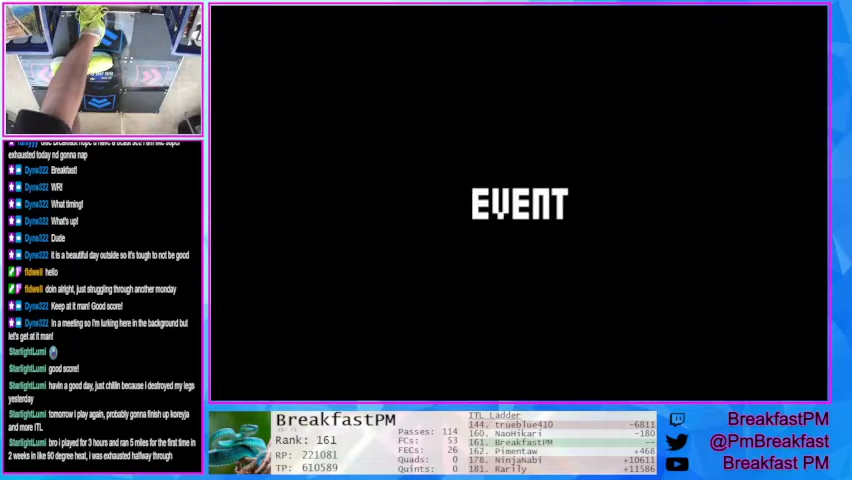 exhausted today nd gonna nap
Dyne322 Breakfast!
Dyne322 WR!
Dyne322 What timing!
Dyne322 What's up!
Dyne322 Dude
Dyne322 It is a beautiful day outside so it's tough to not be good
fidwell hello
fidwell doin alright, just struggling through another monday
Dyne322 Keep at it man! Good score!
Dyne322 In a meeting so I'm lurking here in the background but
let's get at it man!
StarlightLumi
StarlightLumi good score!
StarlightLumi havin a good day, just chillin because I destroyed my legs
yesterday
StarlightLumi tomorrow I play again, probably gonna finish up koreyja
and more ITL
StarlightLumi bro i played for 3 hours and ran 5 miles for the first time in
2 weeks in like 90 degree heat, i was exhausted halfway through
EVENT
BreakfastPM
Rank: 161
RP: 221081
TP: 610589
Passes: 114
FCs: 53
FECs: 26
Quads: 0
Quints: 0
ITL Ladder
144. trueblue410 -6811
160. NaoHikari -180
161. BreakfastPM --
162. Pimentaw +468
178. NinjaNabi +10611
181. Rarily +11586
BreakfastPM
@PmBreakfast
Breakfast PM